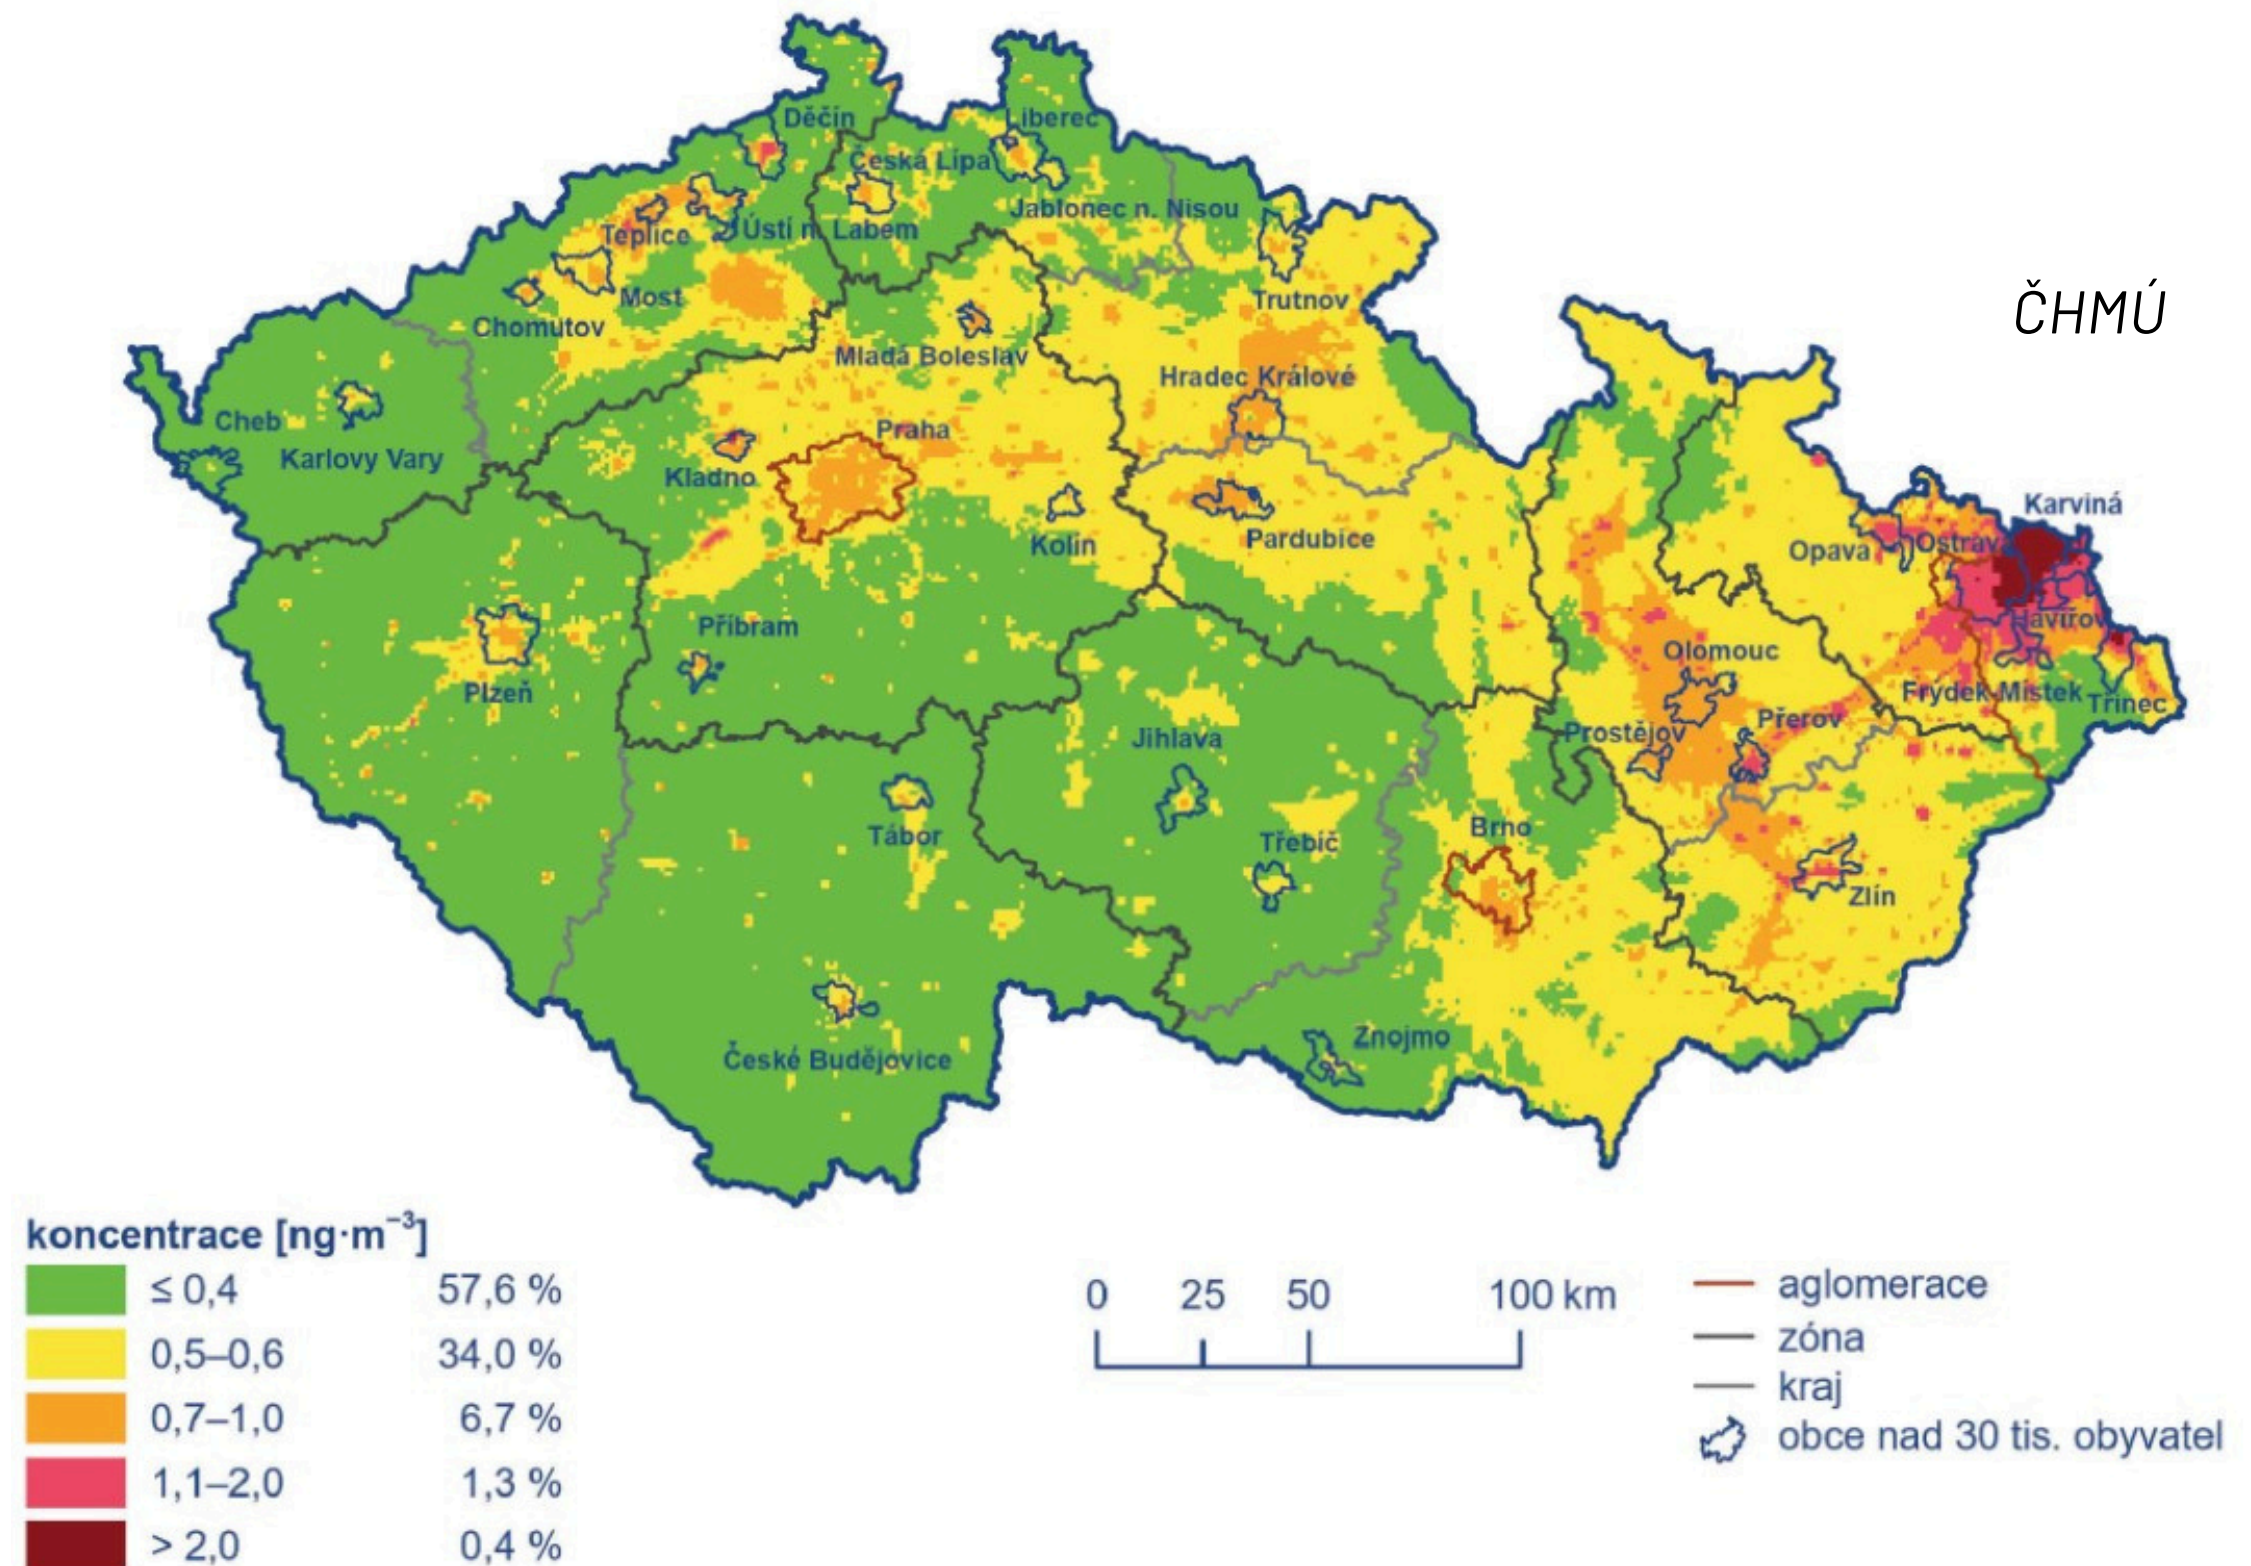 Děčín
Liberec
Česká Lípa
Jablonec n. Nisou
Teplice
Ústí n. Labem
Most
Chomutov
Trutnov
ČHMÚ
Mladá Boleslav
Hradec Králové
Cheb
Karlovy Vary
Praha
Kladno
Kolín
Pardubice
Karviná
Opava
Ostrava
Havířov
Příbram
Olomouc
Plzeň
Frýdek-Místek
Třinec
Jihlava
Prostějov
Přerov
Tábor
Třebíč
Brno
Zlín
České Budějovice
Znojmo
koncentrace [ng·m⁻³]
≤ 0,4 57,6 %
0,5–0,6 34,0 %
0,7–1,0 6,7 %
1,1–2,0 1,3 %
> 2,0 0,4 %
0 25 50 100 km
aglomerace
zóna
kraj
obce nad 30 tis. obyvatel